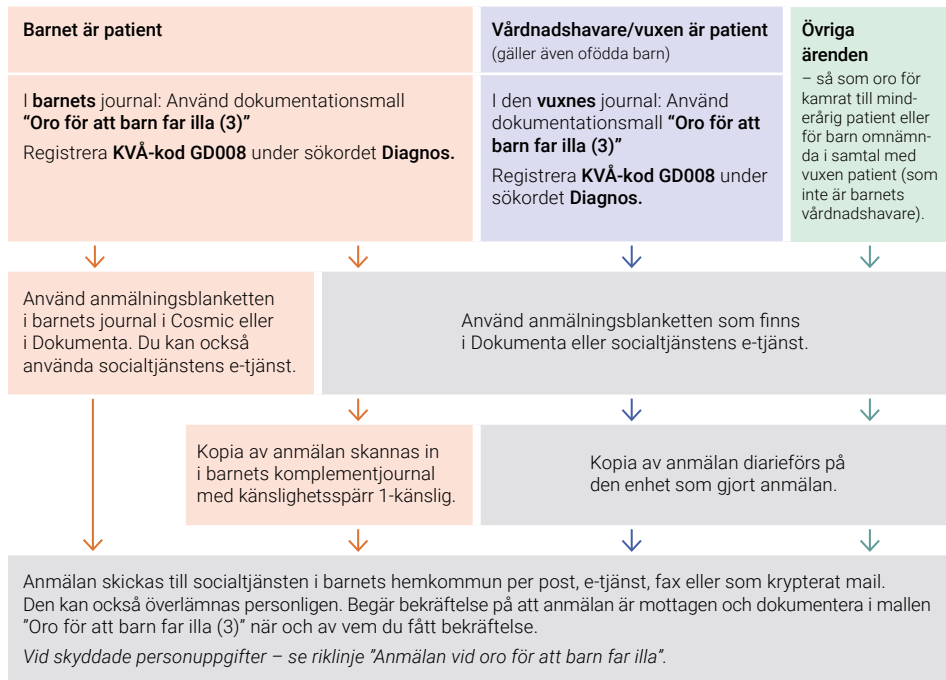 Barnet är patient
I barnets journal: Använd dokumentationsmall
”Oro för att barn far illa (3)”
Registrera KVÅ-kod GD008 under sökordet Diagnos.
Vårdnadshavare/vuxen är patient
(gäller även ofödda barn)
I den vuxnes journal: Använd
dokumentationsmall ”Oro för att
barn far illa (3)”
Registrera KVÅ-kod GD008 under
sökordet Diagnos.
Övriga
ärenden
– så som oro för
kamrat till mind-
erårig patient eller
för barn omnämn-
da i samtal med
vuxen patient (som
inte är barnets
vårdnadshavare).
Använd anmälningsblanketten
i barnets journal i Cosmic eller
i Dokumenta. Du kan också
använda socialtjänstens e-tjänst.
Använd anmälningsblanketten som finns
i Dokumenta eller socialtjänstens e-tjänst.
Kopia av anmälan skannas in
i barnets komplementjournal
med känslighetsspärr 1-känslig.
Kopia av anmälan diarieförs på
den enhet som gjort anmälan.
Anmälan skickas till socialtjänsten i barnets hemkommun per post, e-tjänst, fax eller som krypterat mail.
Den kan också överlämnas personligen. Begär bekräftelse på att anmälan är mottagen och dokumentera i mallen
”Oro för att barn far illa (3)” när och av vem du fått bekräftelse.
Vid skyddade personuppgifter – se riklinje ”Anmälan vid oro för att barn far illa”.